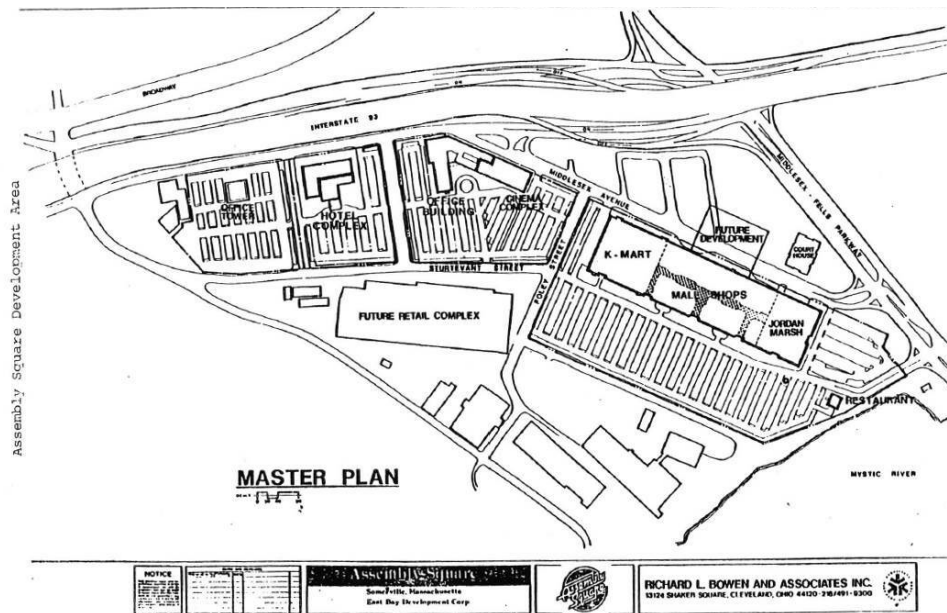 Assembly Square Development Area
BROADWAY
INTERSTATE 93
MIDDLESEX AVENUE
MIDDLESEX - FELLS PARKWAY
OFFICE
TOWER
HOTEL
COMPLEX
OFFICE
BUILDING
CINEMA
COMPLEX
STURTEVANT STREET
FOLEY STREET
K-MART
MALL SHOPS
JORDAN
MARSH
FUTURE
DEVELOPMENT
COURT
HOUSE
FUTURE RETAIL COMPLEX
RESTAURANT
MYSTIC RIVER
MASTER PLAN
NOTICE
Assembly Square
Somerville, Massachusetts
East Bay Development Corp
Assembly
Square
RICHARD L. BOWEN AND ASSOCIATES INC.
13124 SHAKER SQUARE, CLEVELAND, OHIO 44120 · 216/491-9300